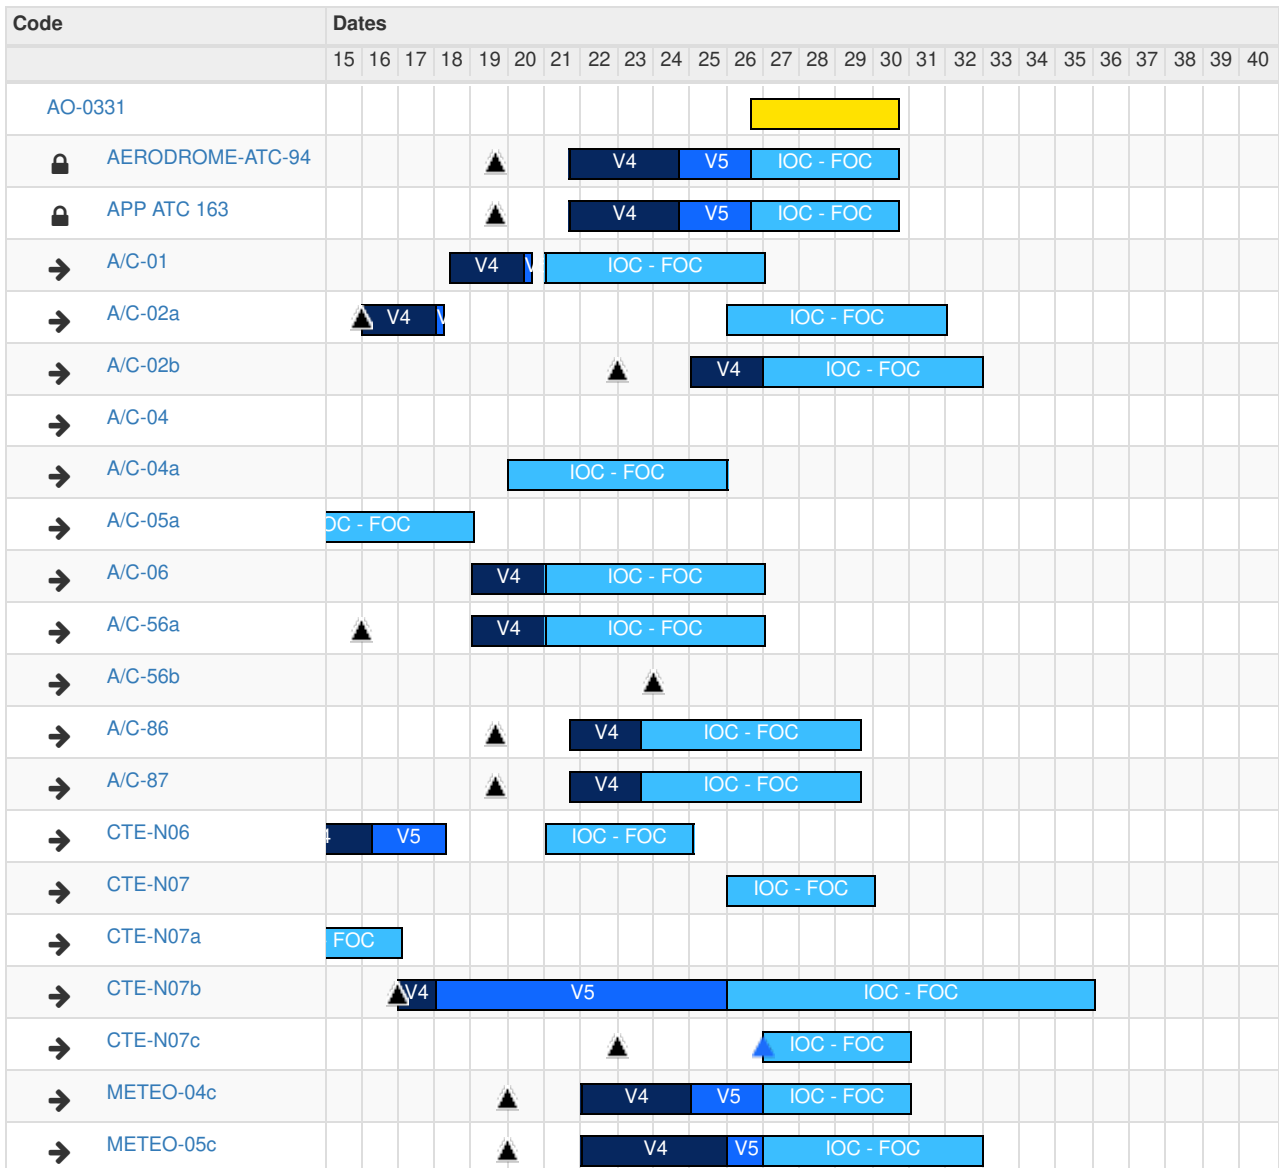 Code Dates
15 16 17 18 19 20 21 22 23 24 25 26 27 28 29 30 31 32 33 34 35 36 37 38 39 40
AO-0331
AERODROME-ATC-94 V4 V5 IOC - FOC
APP ATC 163 V4 V5 IOC - FOC
A/C-01 V4 V IOC - FOC
A/C-02a V4 V IOC - FOC
A/C-02b V4 IOC - FOC
A/C-04
A/C-04a IOC - FOC
A/C-05a OC - FOC
A/C-06 V4 IOC - FOC
A/C-56a V4 IOC - FOC
A/C-56b
A/C-86 V4 IOC - FOC
A/C-87 V4 IOC - FOC
CTE-N06 4 V5 IOC - FOC
CTE-N07 IOC - FOC
CTE-N07a FOC
CTE-N07b V4 V5 IOC - FOC
CTE-N07c IOC - FOC
METEO-04c V4 V5 IOC - FOC
METEO-05c V4 V5 IOC - FOC